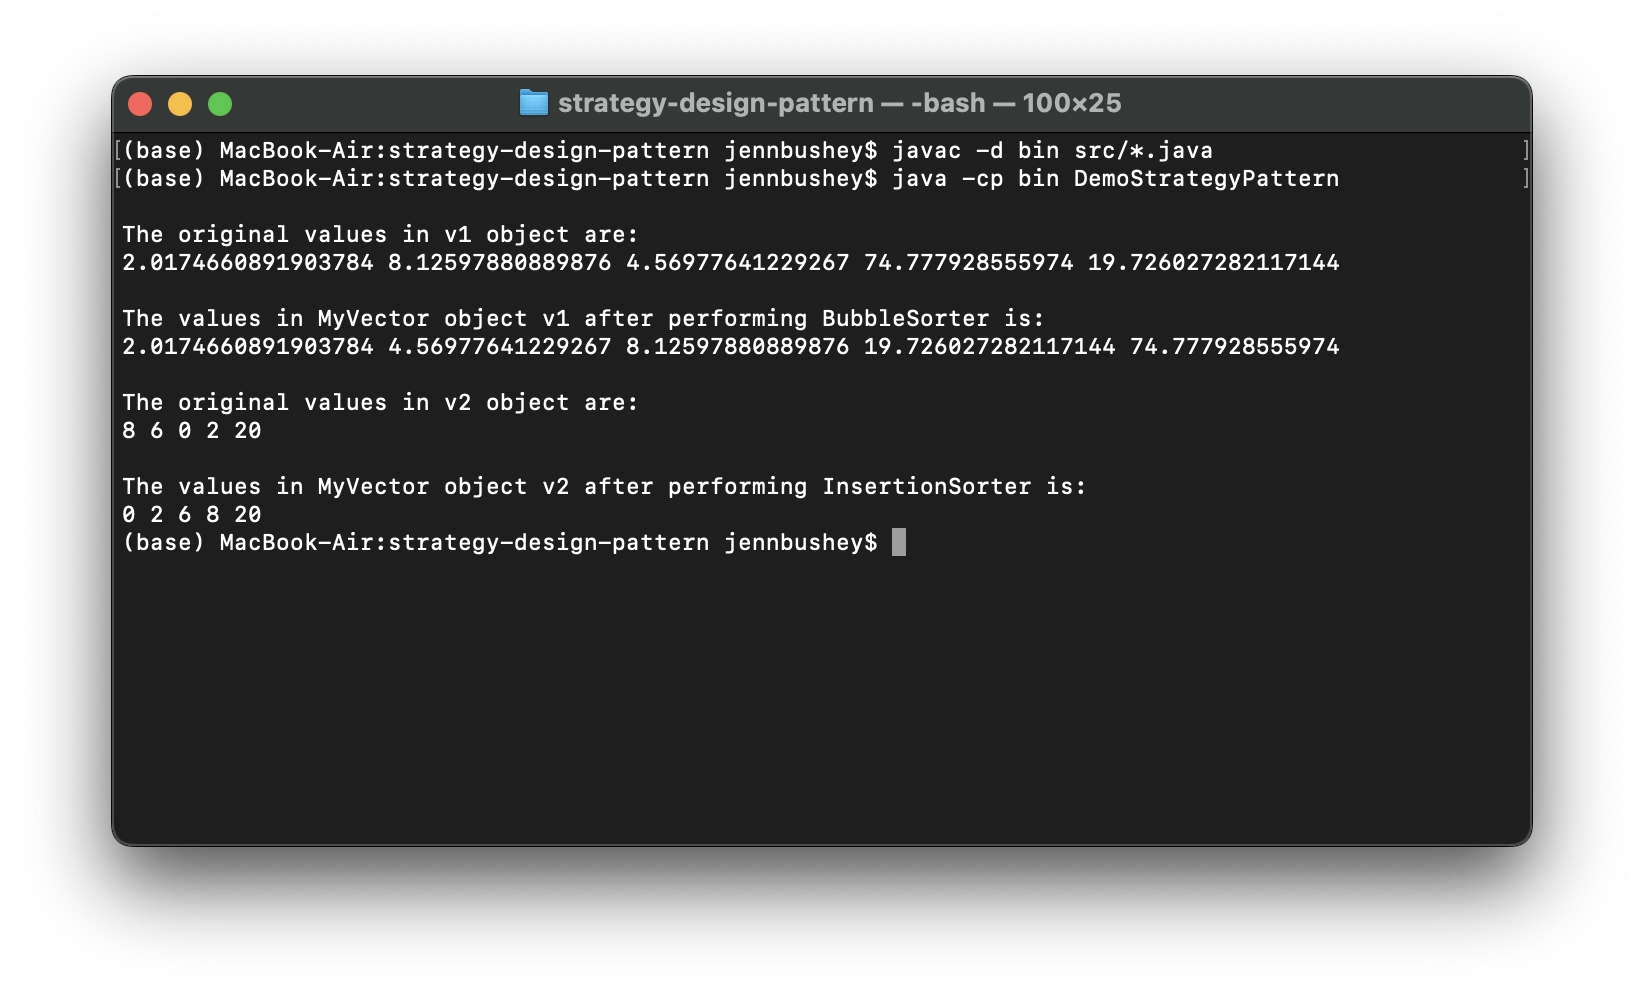 strategy-design-pattern — -bash — 100×25
[(base) MacBook-Air:strategy-design-pattern jennbushey$ javac -d bin src/*.java ]
[(base) MacBook-Air:strategy-design-pattern jennbushey$ java -cp bin DemoStrategyPattern ]
The original values in v1 object are:
2.0174660891903784 8.12597880889876 4.56977641229267 74.777928555974 19.726027282117144
The values in MyVector object v1 after performing BubbleSorter is:
2.0174660891903784 4.56977641229267 8.12597880889876 19.726027282117144 74.777928555974
The original values in v2 object are:
8 6 0 2 20
The values in MyVector object v2 after performing InsertionSorter is:
0 2 6 8 20
(base) MacBook-Air:strategy-design-pattern jennbushey$